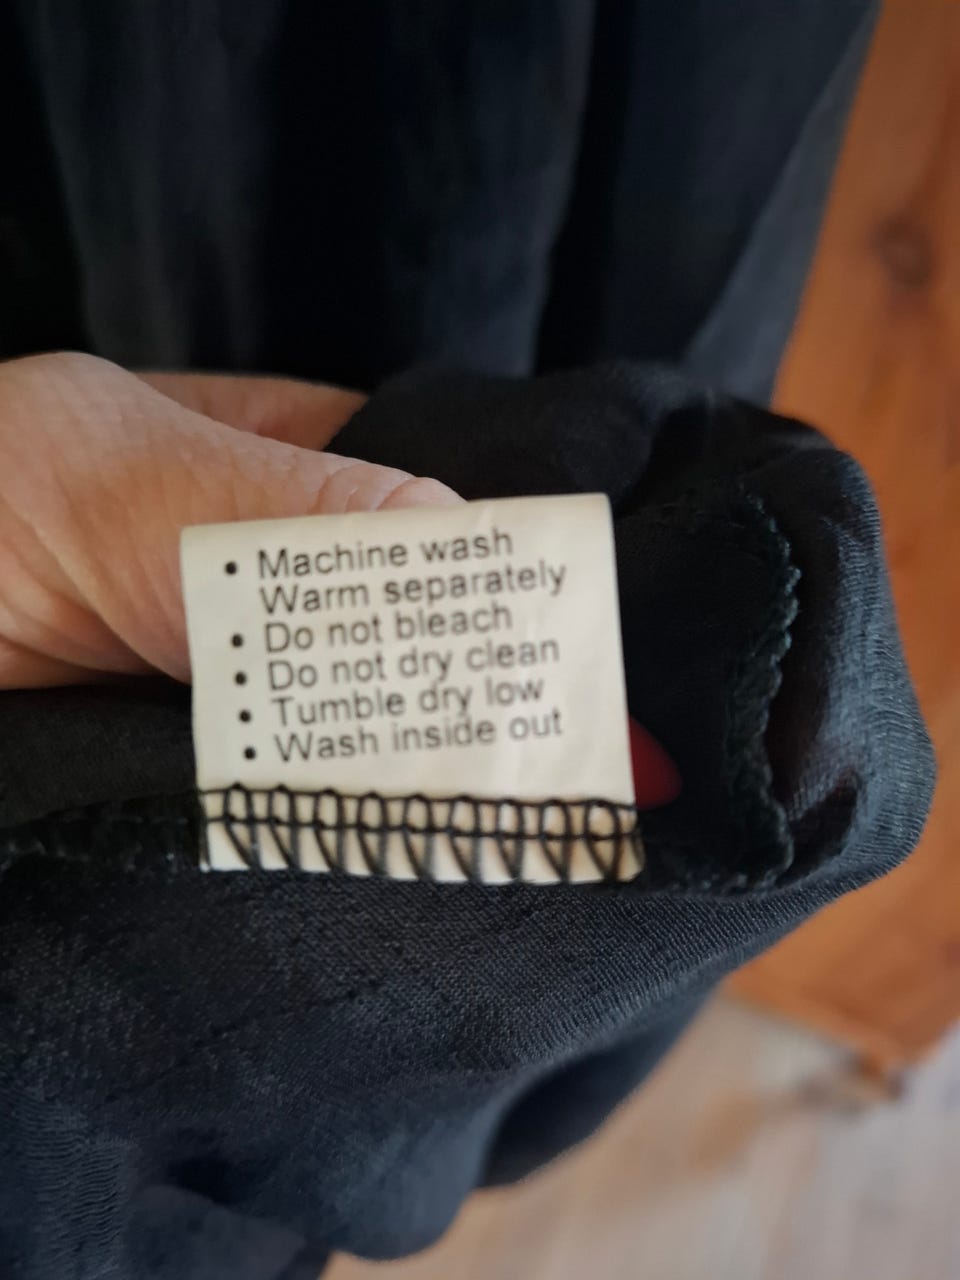 • Machine wash
Warm separately
• Do not bleach
• Do not dry clean
• Tumble dry low
• Wash inside out